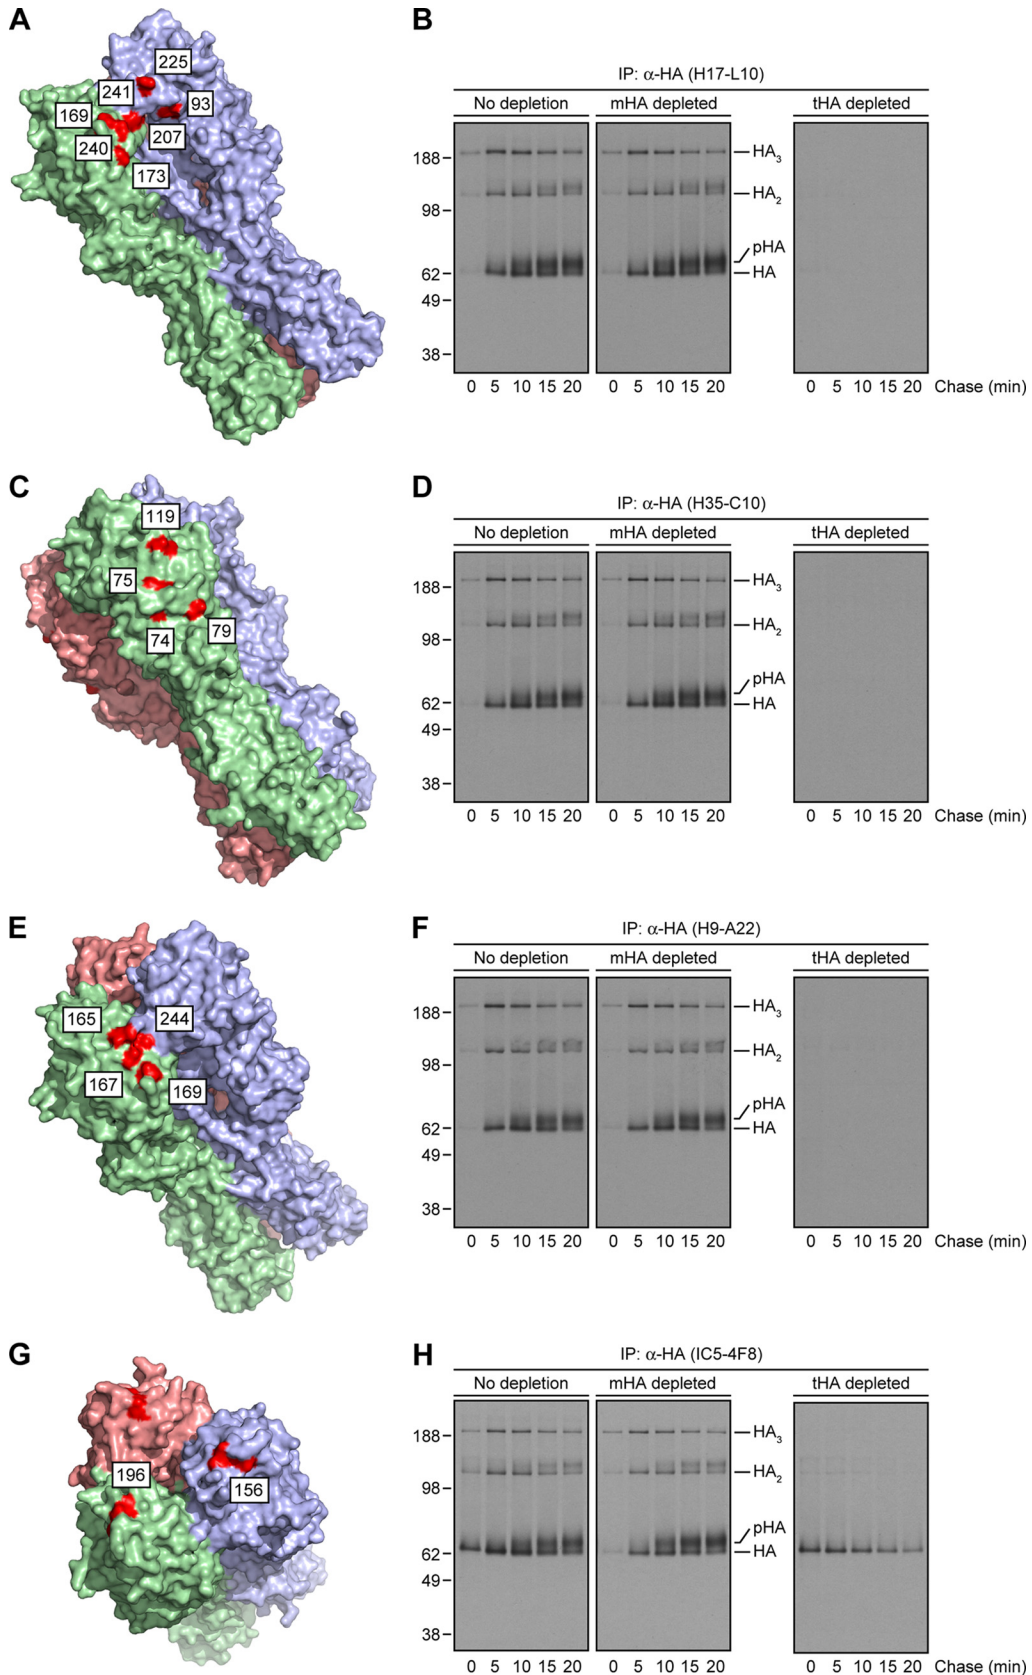 A
225
241
93
169
207
240
173
B
IP: α-HA (H17-L10)
No depletion
mHA depleted
tHA depleted
188
HA3
HA2
98
pHA
62
HA
49
38
0 5 10 15 20
0 5 10 15 20
0 5 10 15 20
Chase (min)
C
119
75
74
79
D
IP: α-HA (H35-C10)
No depletion
mHA depleted
tHA depleted
188
HA3
HA2
98
pHA
62
HA
49
38
0 5 10 15 20
0 5 10 15 20
0 5 10 15 20
Chase (min)
E
165
244
167
169
F
IP: α-HA (H9-A22)
No depletion
mHA depleted
tHA depleted
188
HA3
HA2
98
pHA
62
HA
49
38
0 5 10 15 20
0 5 10 15 20
0 5 10 15 20
Chase (min)
G
196
156
H
IP: α-HA (IC5-4F8)
No depletion
mHA depleted
tHA depleted
188
HA3
HA2
98
pHA
62
HA
49
38
0 5 10 15 20
0 5 10 15 20
0 5 10 15 20
Chase (min)